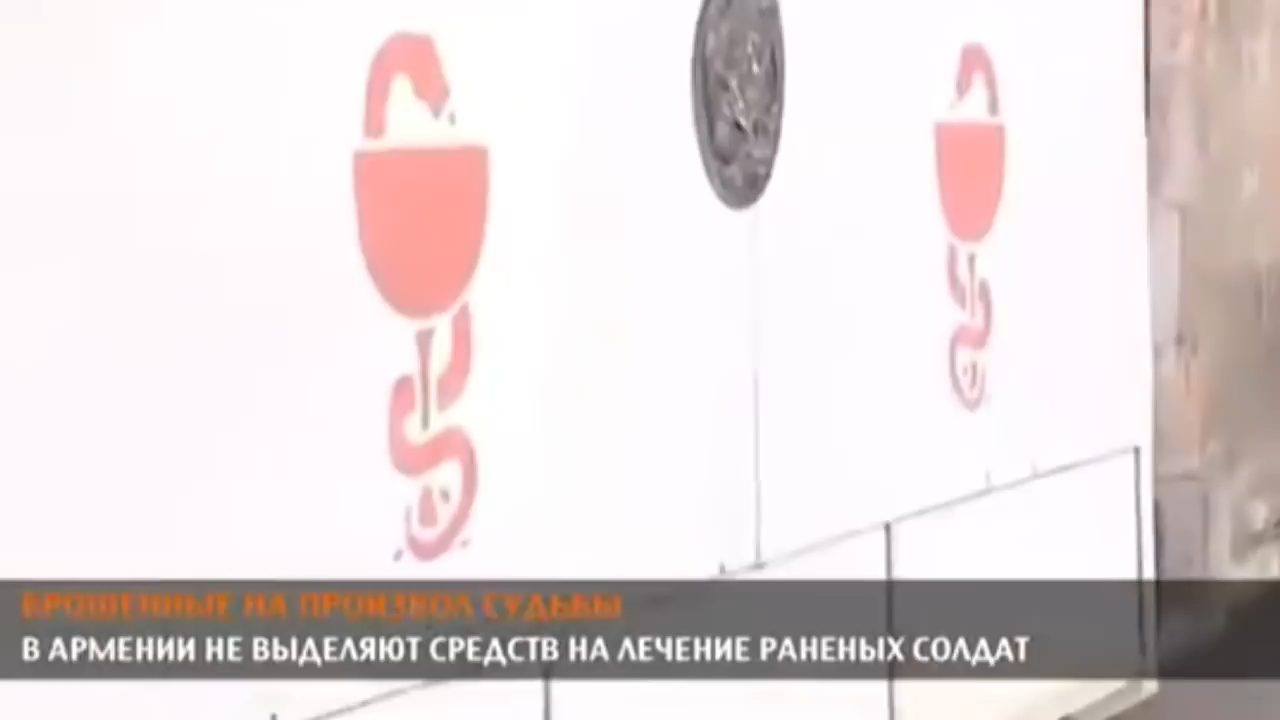 БРОШЕННЫЕ НА ПРОИЗВОЛ СУДЬБЫ
В АРМЕНИИ НЕ ВЫДЕЛЯЮТ СРЕДСТВ НА ЛЕЧЕНИЕ РАНЕНЫХ СОЛДАТ